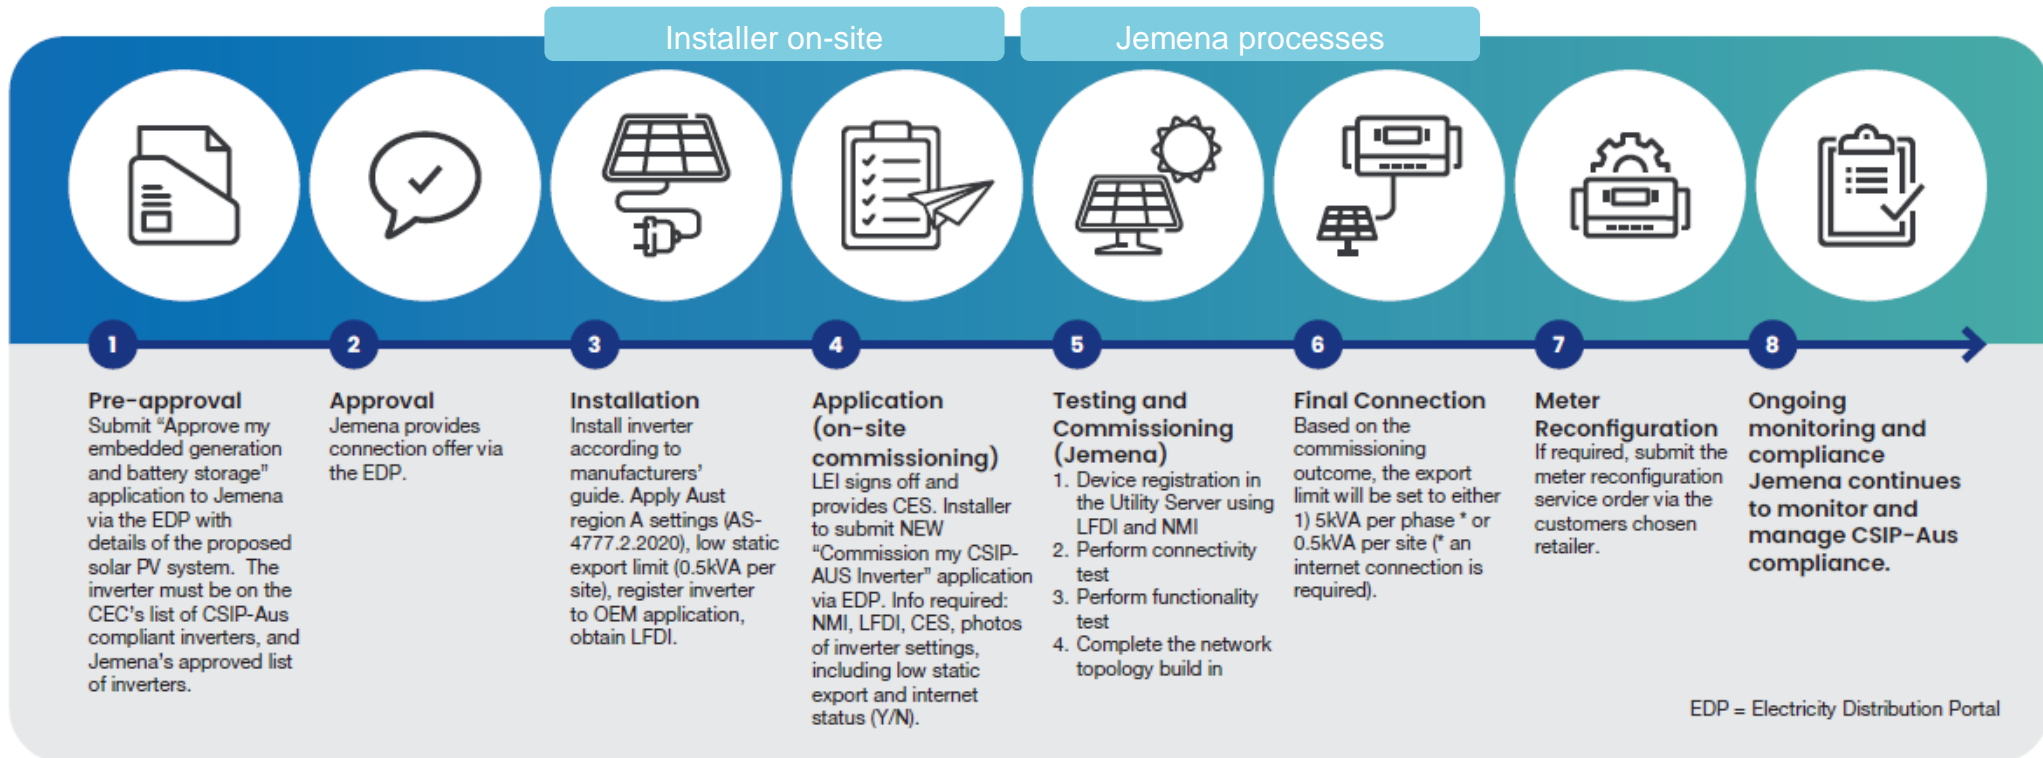 Installer on-site
Jemena processes
1
Pre-approval
Submit “Approve my
embedded generation
and battery storage”
application to Jemena
via the EDP with
details of the proposed
solar PV system. The
inverter must be on the
CEC’s list of CSIP-Aus
compliant inverters, and
Jemena’s approved list
of inverters.
2
Approval
Jemena provides
connection offer via
the EDP.
3
Installation
Install inverter
according to
manufacturers’
guide. Apply Aust
region A settings (AS-
4777.2.2020), low static
export limit (0.5kVA per
site), register inverter
to OEM application,
obtain LFDI.
4
Application
(on-site
commissioning)
LEI signs off and
provides CES. Installer
to submit NEW
“Commission my CSIP-
AUS Inverter” application
via EDP. Info required:
NMI, LFDI, CES, photos
of inverter settings,
including low static
export and internet
status (Y/N).
5
Testing and
Commissioning
(Jemena)
1. Device registration in
the Utility Server using
LFDI and NMI
2. Perform connectivity
test
3. Perform functionality
test
4. Complete the network
topology build in
6
Final Connection
Based on the
commissioning
outcome, the export
limit will be set to either
1) 5kVA per phase * or
0.5kVA per site (* an
internet connection is
required).
7
Meter
Reconfiguration
If required, submit the
meter reconfiguration
service order via the
customers chosen
retailer.
8
Ongoing
monitoring and
compliance
Jemena continues
to monitor and
manage CSIP-Aus
compliance.
EDP = Electricity Distribution Portal